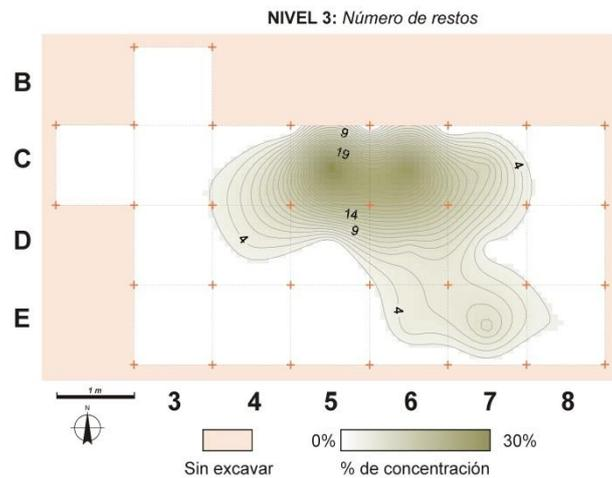 NIVEL 3: Número de restos
B
9
C
19
4
14
D
4
9
E
4
1 m
3 4 5 6 7 8
N
0% 30%
Sin excavar % de concentración